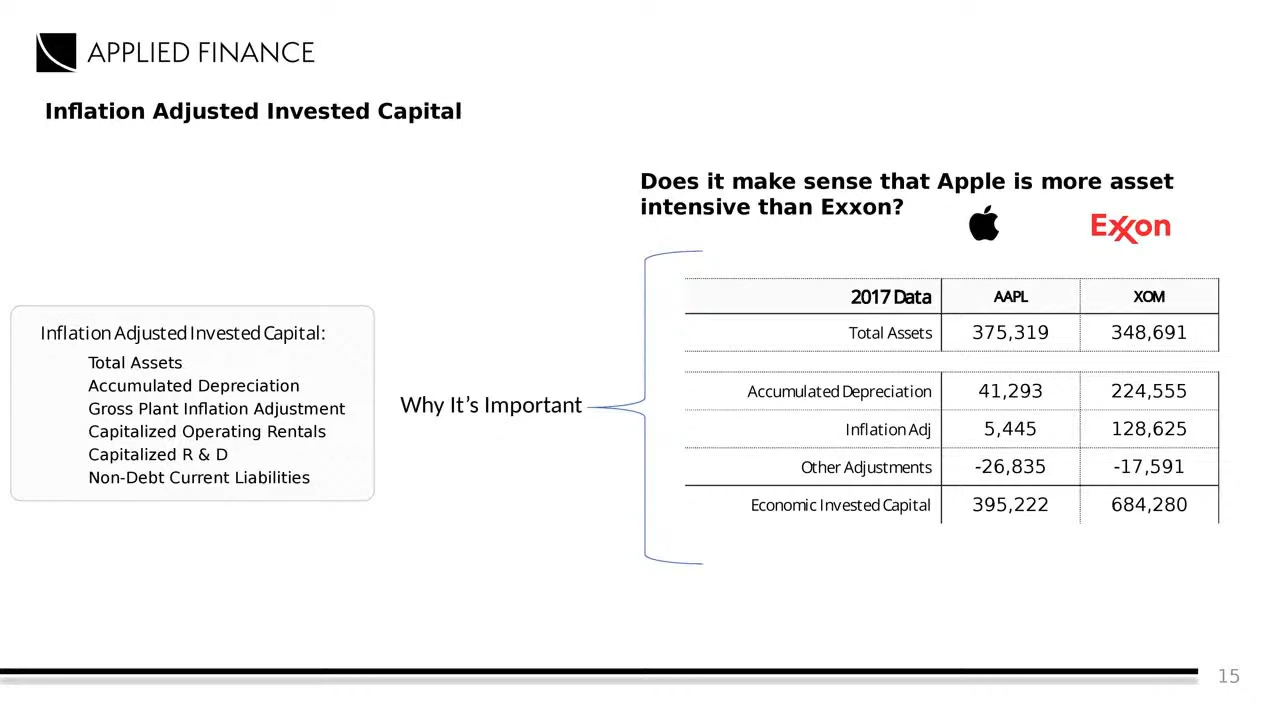 APPLIED FINANCE
Inflation Adjusted Invested Capital
Does it make sense that Apple is more asset
intensive than Exxon?
Exxon
Inflation Adjusted Invested Capital:
Total Assets
Accumulated Depreciation
Gross Plant Inflation Adjustment
Capitalized Operating Rentals
Capitalized R & D
Non-Debt Current Liabilities
Why It’s Important
2017 Data AAPL XOM
Total Assets 375,319 348,691
Accumulated Depreciation 41,293 224,555
Inflation Adj 5,445 128,625
Other Adjustments -26,835 -17,591
Economic Invested Capital 395,222 684,280
15